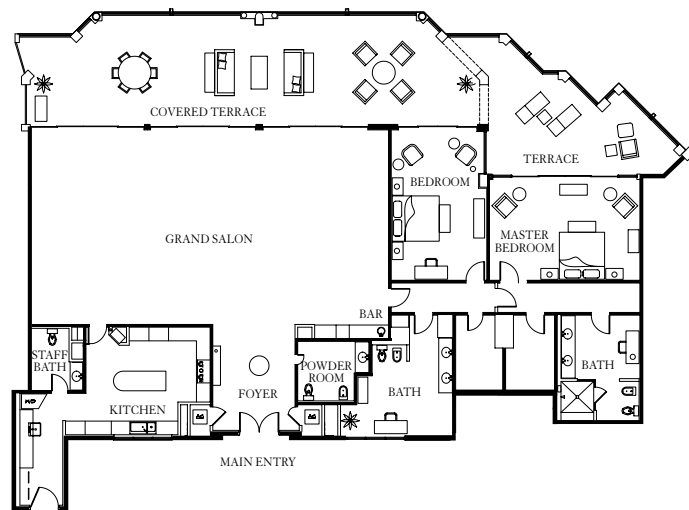 COVERED TERRACE
TERRACE
BEDROOM
GRAND SALON
MASTER
BEDROOM
BAR
STAFF
BATH
POWDER
ROOM
BATH
FOYER
BATH
KITCHEN
MAIN ENTRY